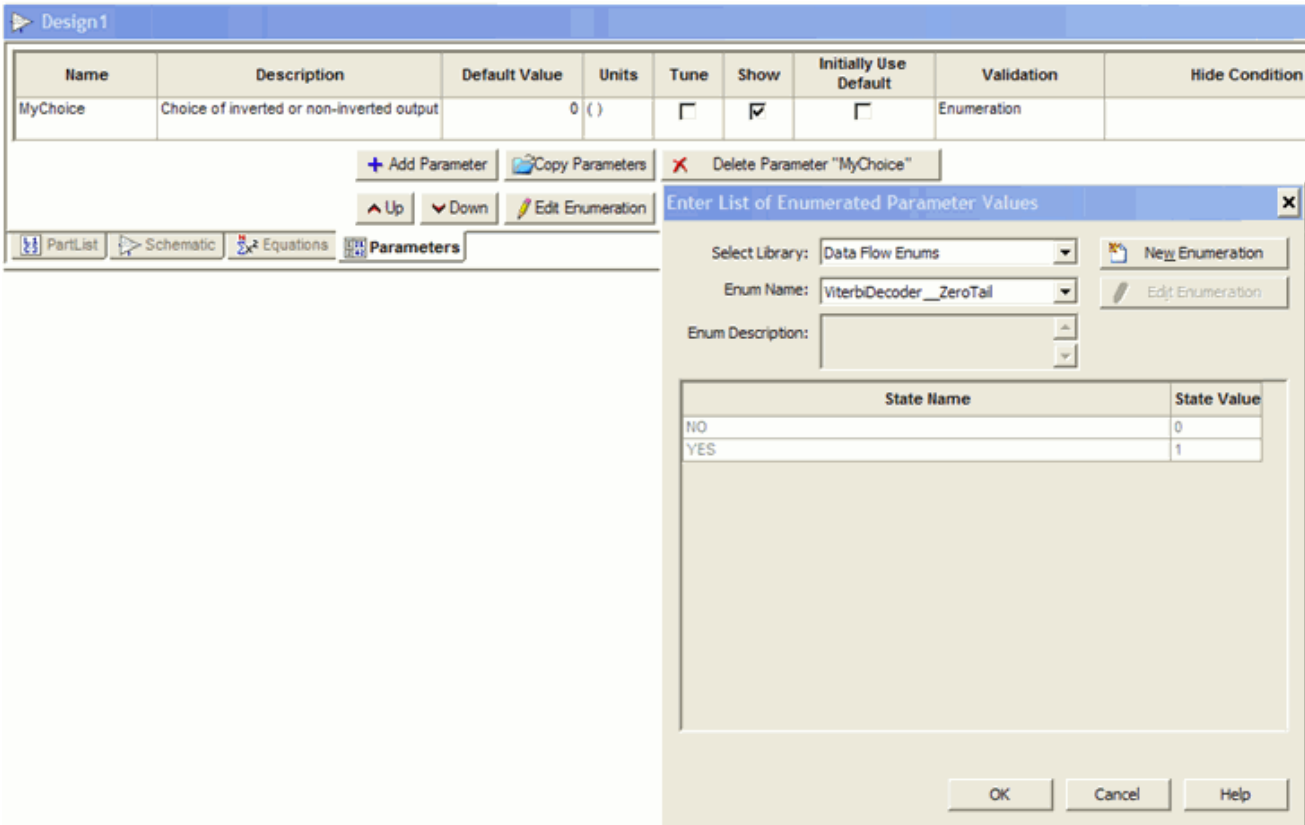 Design1
Name Description Default Value Units Tune Show Initially Use Default Validation Hide Condition
MyChoice Choice of inverted or non-inverted output 0 ( ) Enumeration
Add Parameter Copy Parameters Delete Parameter "MyChoice"
Up Down Edit Enumeration
PartList Schematic Equations Parameters
Enter List of Enumerated Parameter Values
Select Library: Data Flow Enums New Enumeration
Enum Name: ViterbiDecoder__ZeroTail Edit Enumeration
Enum Description:
State Name State Value
NO 0
YES 1
OK Cancel Help